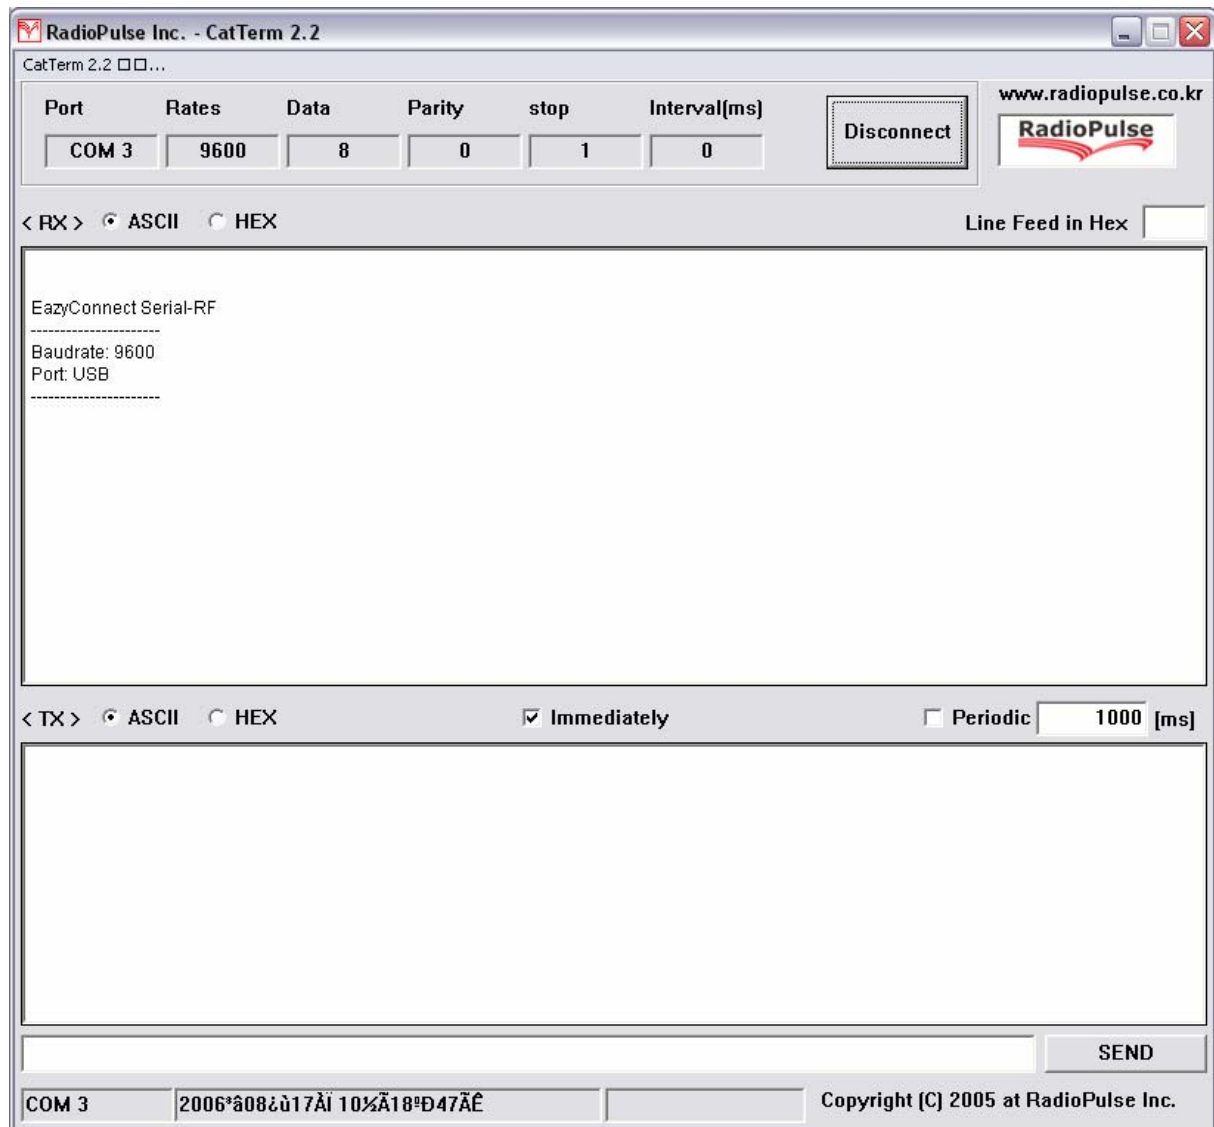 RadioPulse Inc. - CatTerm 2.2
CatTerm 2.2 □□...
Port Rates Data Parity stop Interval(ms)
COM 3 9600 8 0 1 0
Disconnect
www.radiopulse.co.kr
RadioPulse
< RX > ASCII HEX Line Feed in Hex
EazyConnect Serial-RF
----------------------
Baudrate: 9600
Port: USB
----------------------
< TX > ASCII HEX Immediately Periodic 1000 [ms]
SEND
COM 3 2006³â08¿ù17ÀÏ 10½Ã18ºÐ47ÃÊ Copyright (C) 2005 at RadioPulse Inc.